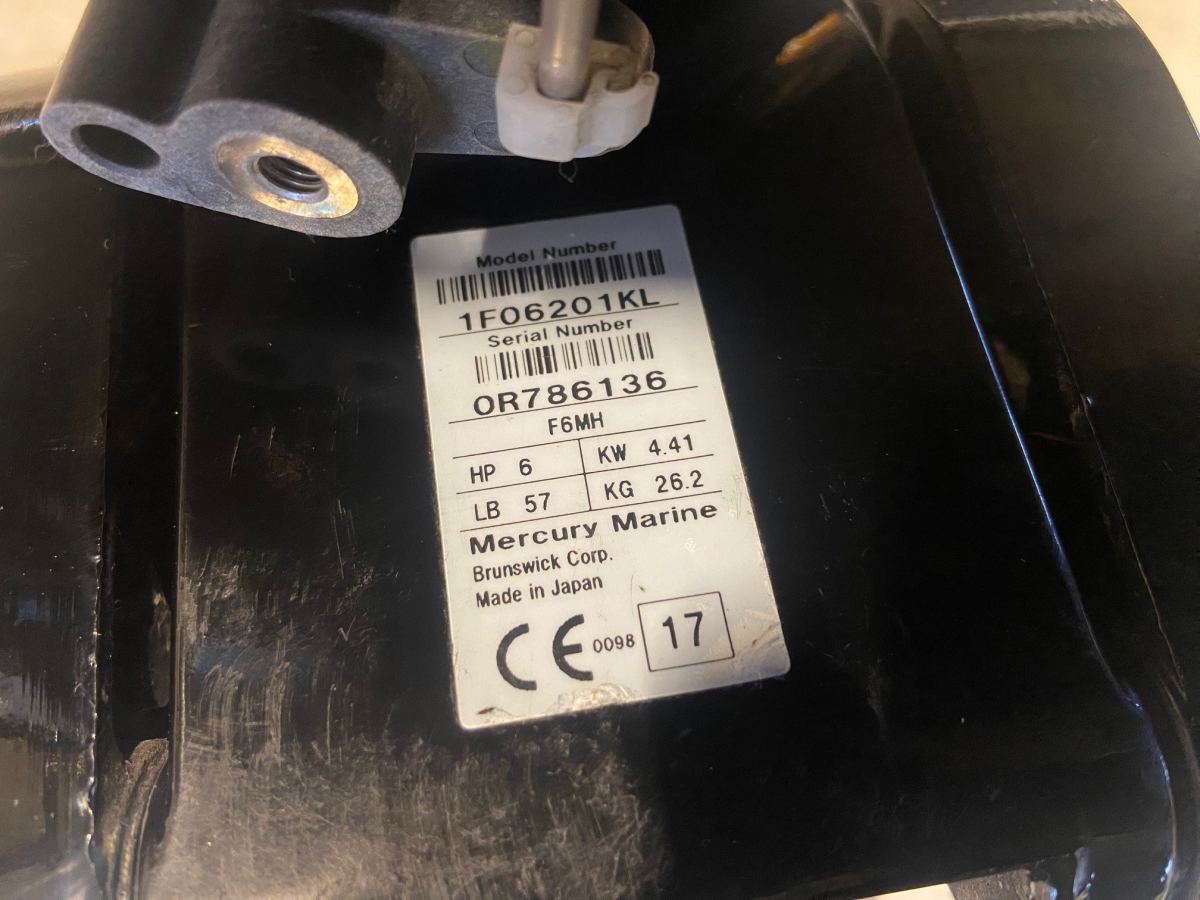 Model Number
1F06201KL
Serial Number
0R786136
F6MH
HP 6 KW 4.41
LB 57 KG 26.2
Mercury Marine
Brunswick Corp.
Made in Japan
CE 0098 17